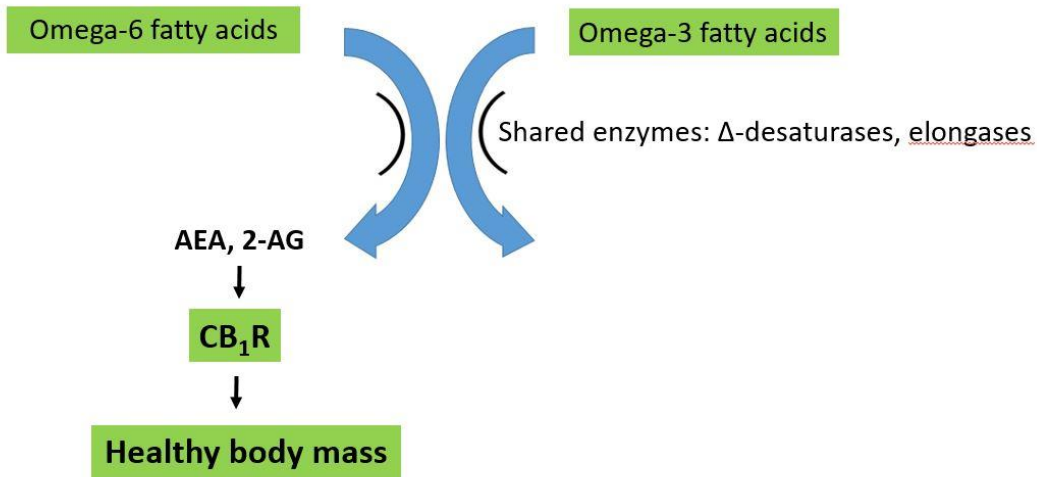 Omega-6 fatty acids
Omega-3 fatty acids
Shared enzymes: Δ-desaturases, elongases
AEA, 2-AG
CB₁R
Healthy body mass